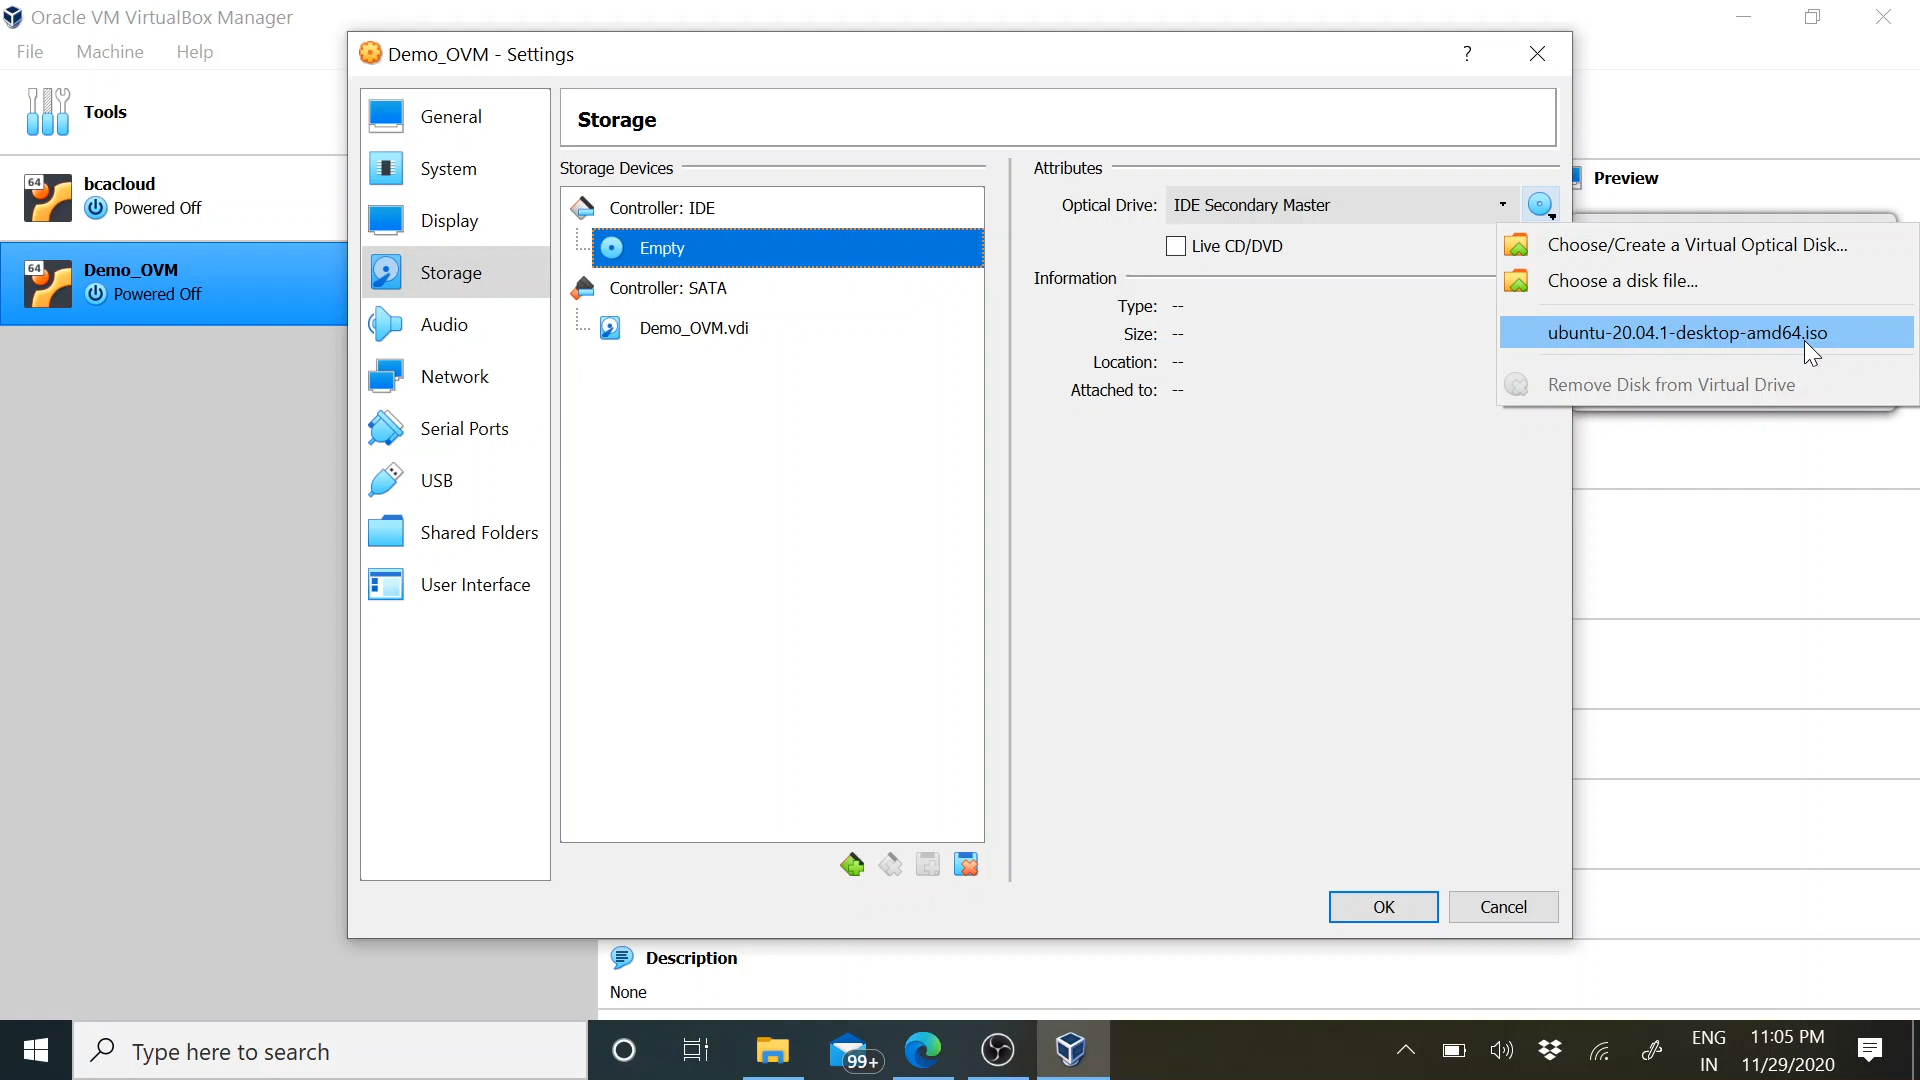 Oracle VM VirtualBox Manager
File Machine Help
Tools
64 bcacloud
Powered Off
64 Demo_OVM
Powered Off
Demo_OVM - Settings
?
General
System
Display
Storage
Audio
Network
Serial Ports
USB
Shared Folders
User Interface
Storage
Storage Devices
Controller: IDE
Empty
Controller: SATA
Demo_OVM.vdi
Attributes
Optical Drive: IDE Secondary Master
Live CD/DVD
Information
Type: --
Size: --
Location: --
Attached to: --
Preview
Choose/Create a Virtual Optical Disk...
Choose a disk file...
ubuntu-20.04.1-desktop-amd64.iso
Remove Disk from Virtual Drive
OK Cancel
Description
None
Type here to search
99+
ENG
IN
11:05 PM
11/29/2020